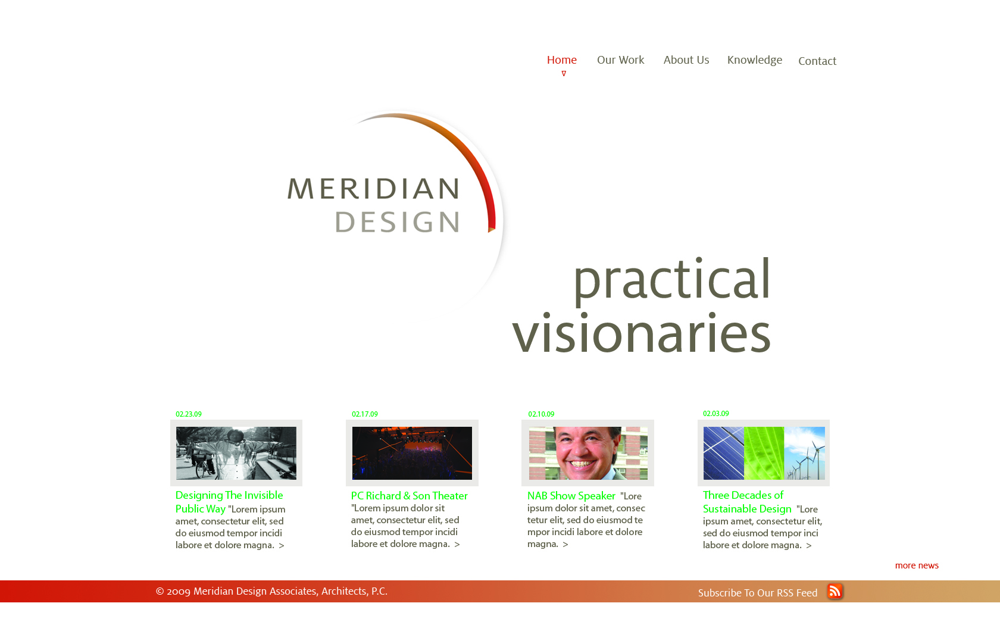 Home Our Work About Us Knowledge Contact
MERIDIAN
DESIGN
practical
visionaries
02.23.09
Designing The Invisible
Public Way "Lorem ipsum
amet, consectetur elit, sed
do eiusmod tempor incidi
labore et dolore magna. >
02.17.09
PC Richard & Son Theater
"Lorem ipsum dolor sit
amet, consectetur elit, sed
do eiusmod tempor incidi
labore et dolore magna. >
02.10.09
NAB Show Speaker "Lore
ipsum dolor sit amet, consec
tetur elit, sed do eiusmod te
mpor incidi labore et dolore
magna. >
02.03.09
Three Decades of
Sustainable Design "Lore
ipsum amet, consectetur elit,
sed do eiusmod tempor inci
labore et dolore magna. >
more news
© 2009 Meridian Design Associates, Architects, P.C.
Subscribe To Our RSS Feed